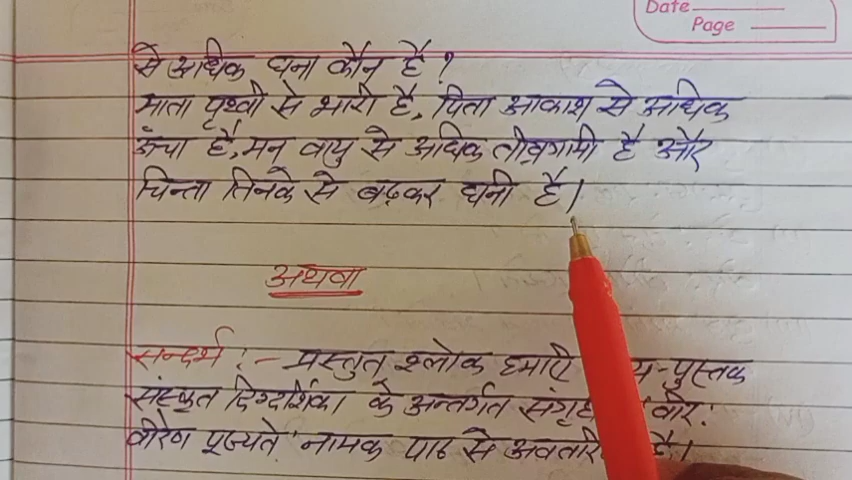 Date
Page
से अधिक घना कौन है ?
माता पृथ्वी से भारी है, पिता आकाश से अधिक
ऊँचा है, मन वायु से अधिक तीव्रगामी है और
चिन्ता तिनके से बढ़कर घनी है।
अथवा
सन्दर्भ :- प्रस्तुत श्लोक हमारी य-पुस्तक
संस्कृत दिग्दर्शिका के अन्तर्गत संगृह वीर:
वीरेण पूज्यते' नामक पाठ से अवतरि है।